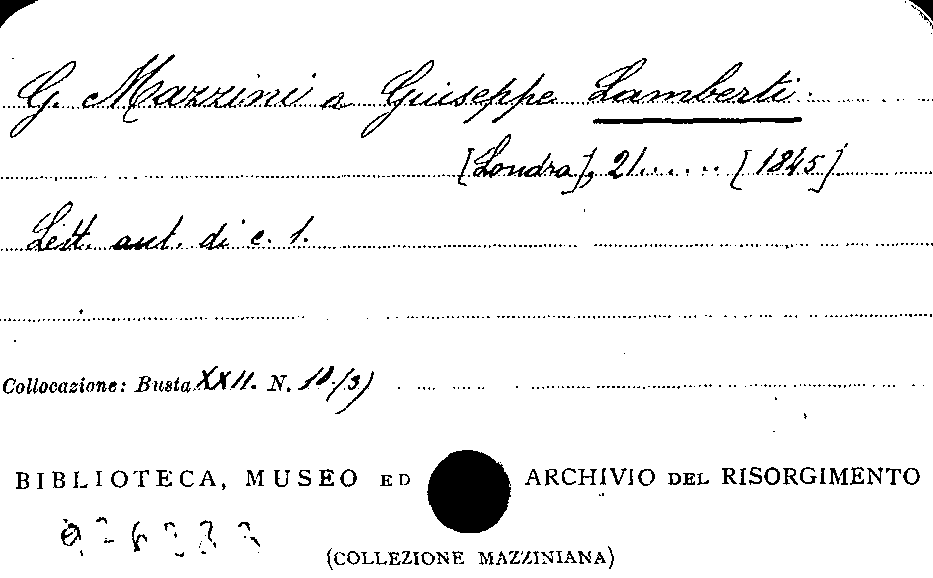 G. Mazzini a Giuseppe Lamberti.
[Londra], 21...... [1845]
Lett. aut. di c. 1.
Collocazione: Busta XXII. N. 10/3)
BIBLIOTECA, MUSEO ED ARCHIVIO DEL RISORGIMENTO
(COLLEZIONE MAZZINIANA)